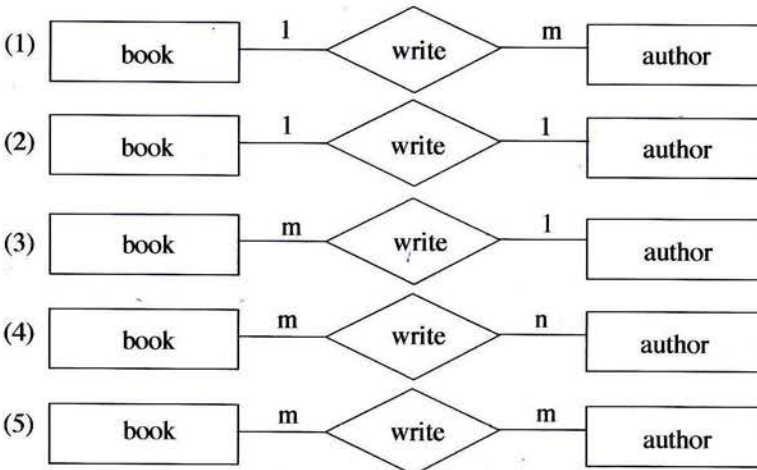 (1) book 1 write m author
(2) book 1 write 1 author
(3) book m write 1 author
(4) book m write n author
(5) book m write m author